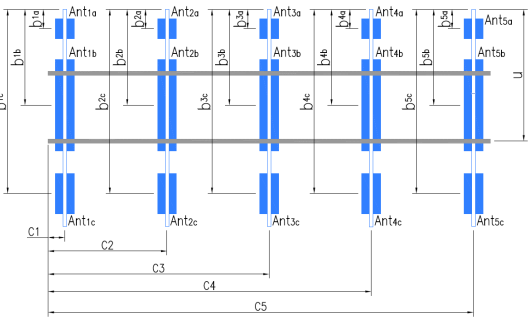 Ant1a Ant2a Ant3a Ant4a Ant5a
b1a b2a b3a b4a b5a
Ant1b Ant2b Ant3b Ant4b Ant5b
b1b b2b b3b b4b b5b
u
b1c b2c b3c b4c b5c
Ant1c Ant2c Ant3c Ant4c Ant5c
C1
C2
C3
C4
C5